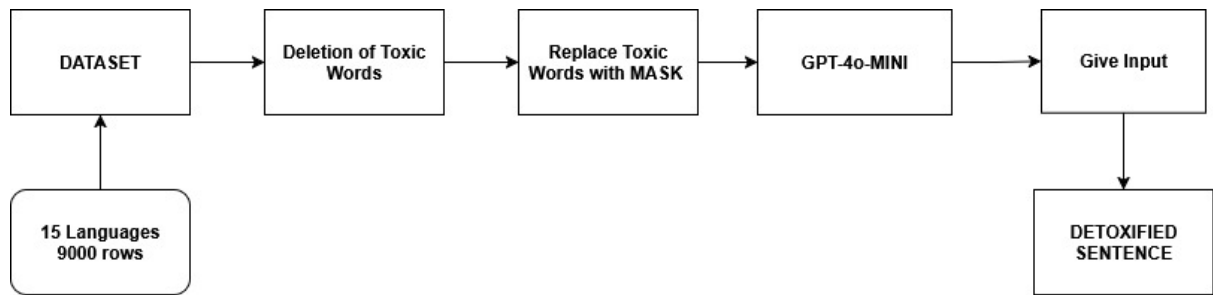 DATASET
Deletion of Toxic
Words
Replace Toxic
Words with MASK
GPT-4o-MINI
Give Input
15 Languages
9000 rows
DETOXIFIED
SENTENCE